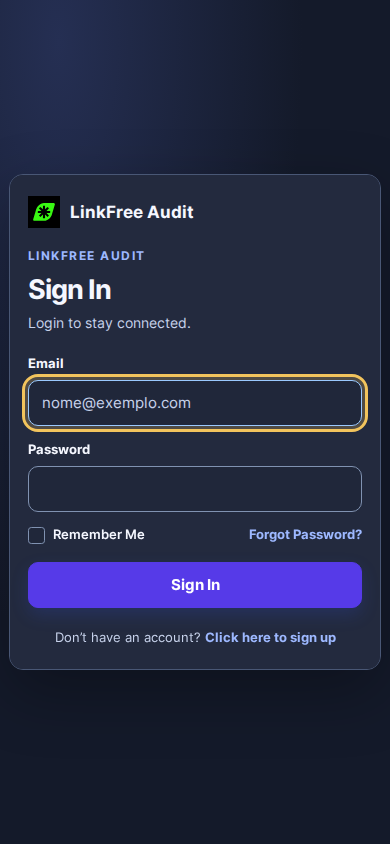 LinkFree Audit
LINKFREE AUDIT
Sign In
Login to stay connected.
Email
nome@exemplo.com
Password
Remember Me
Forgot Password?
Sign In
Don't have an account? Click here to sign up